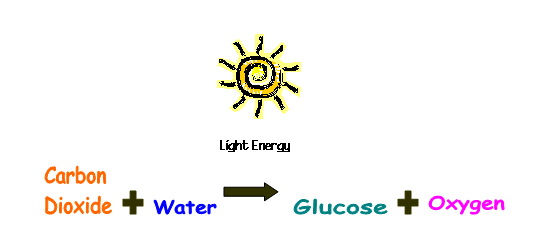 Light Energy
Carbon
Dioxide + Water → Glucose + Oxygen